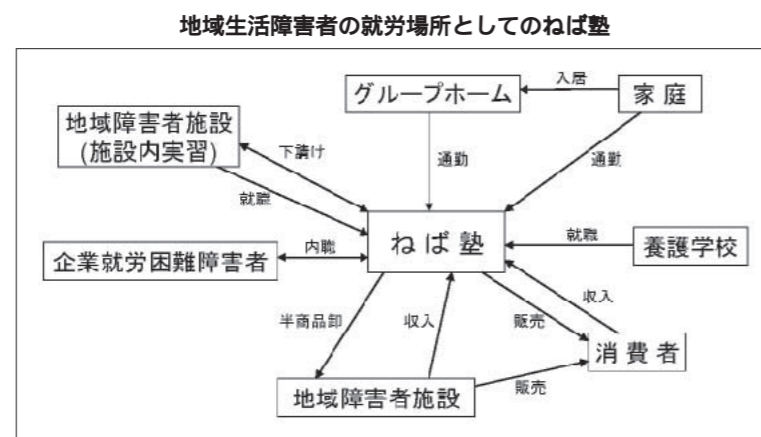 地域生活障害者の就労場所としてのねば塾
グループホーム
入居
家庭
地域障害者施設
(施設内実習)
下請け
通勤
通勤
就職
ねば塾
就職
養護学校
企業就労困難障害者
内職
半商品卸
収入
販売
収入
消費者
地域障害者施設
販売